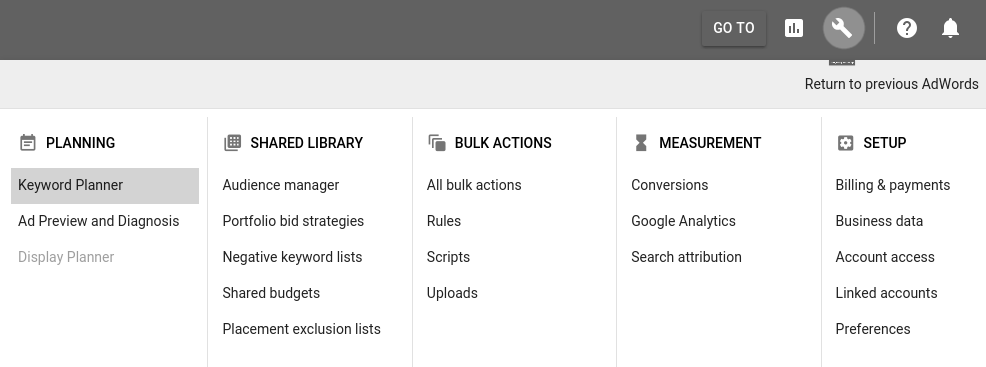 GO TO
Return to previous AdWords
PLANNING
Keyword Planner
Ad Preview and Diagnosis
Display Planner
SHARED LIBRARY
Audience manager
Portfolio bid strategies
Negative keyword lists
Shared budgets
Placement exclusion lists
BULK ACTIONS
All bulk actions
Rules
Scripts
Uploads
MEASUREMENT
Conversions
Google Analytics
Search attribution
SETUP
Billing & payments
Business data
Account access
Linked accounts
Preferences